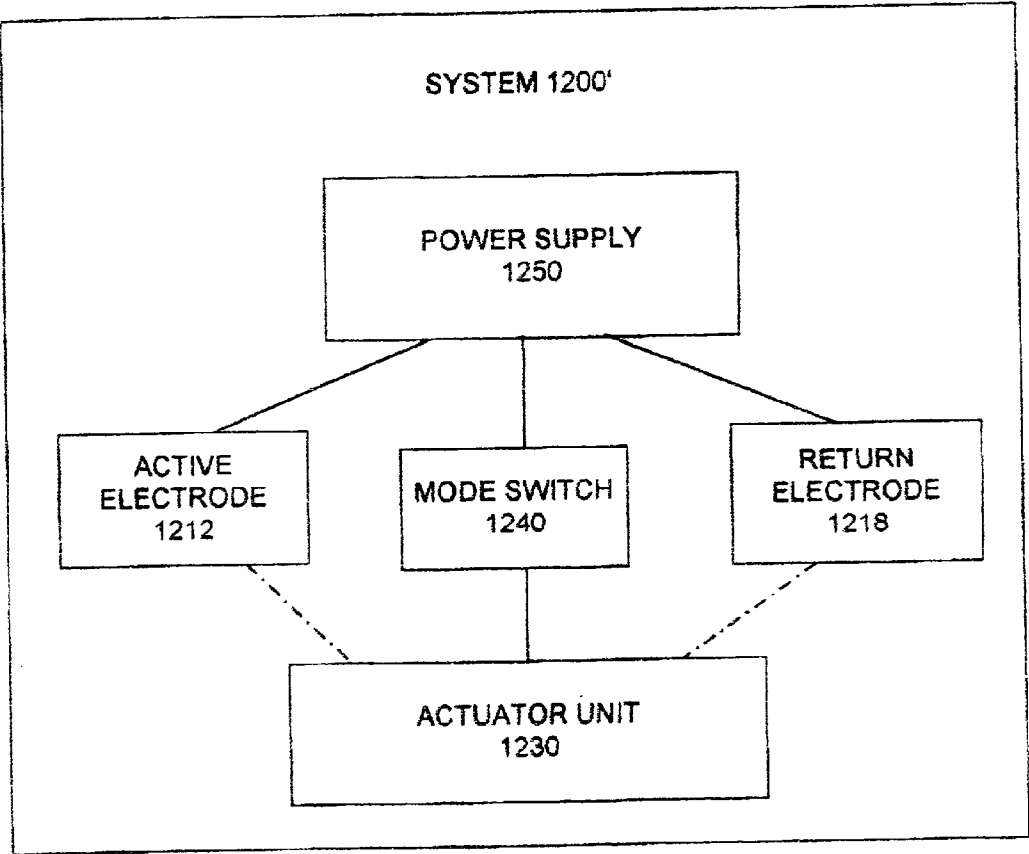 SYSTEM 1200'
POWER SUPPLY
1250
ACTIVE
ELECTRODE
1212
MODE SWITCH
1240
RETURN
ELECTRODE
1218
ACTUATOR UNIT
1230